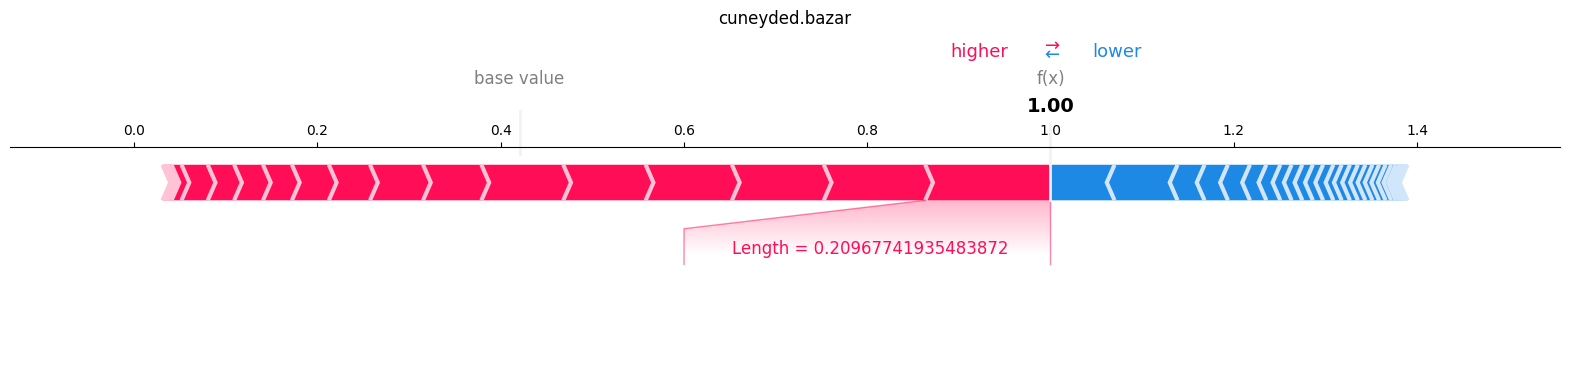 cuneyded.bazar
higher → lower
←
base value f(x)
1.00
0.0 0.2 0.4 0.6 0.8 1.0 1.2 1.4
Length = 0.20967741935483872